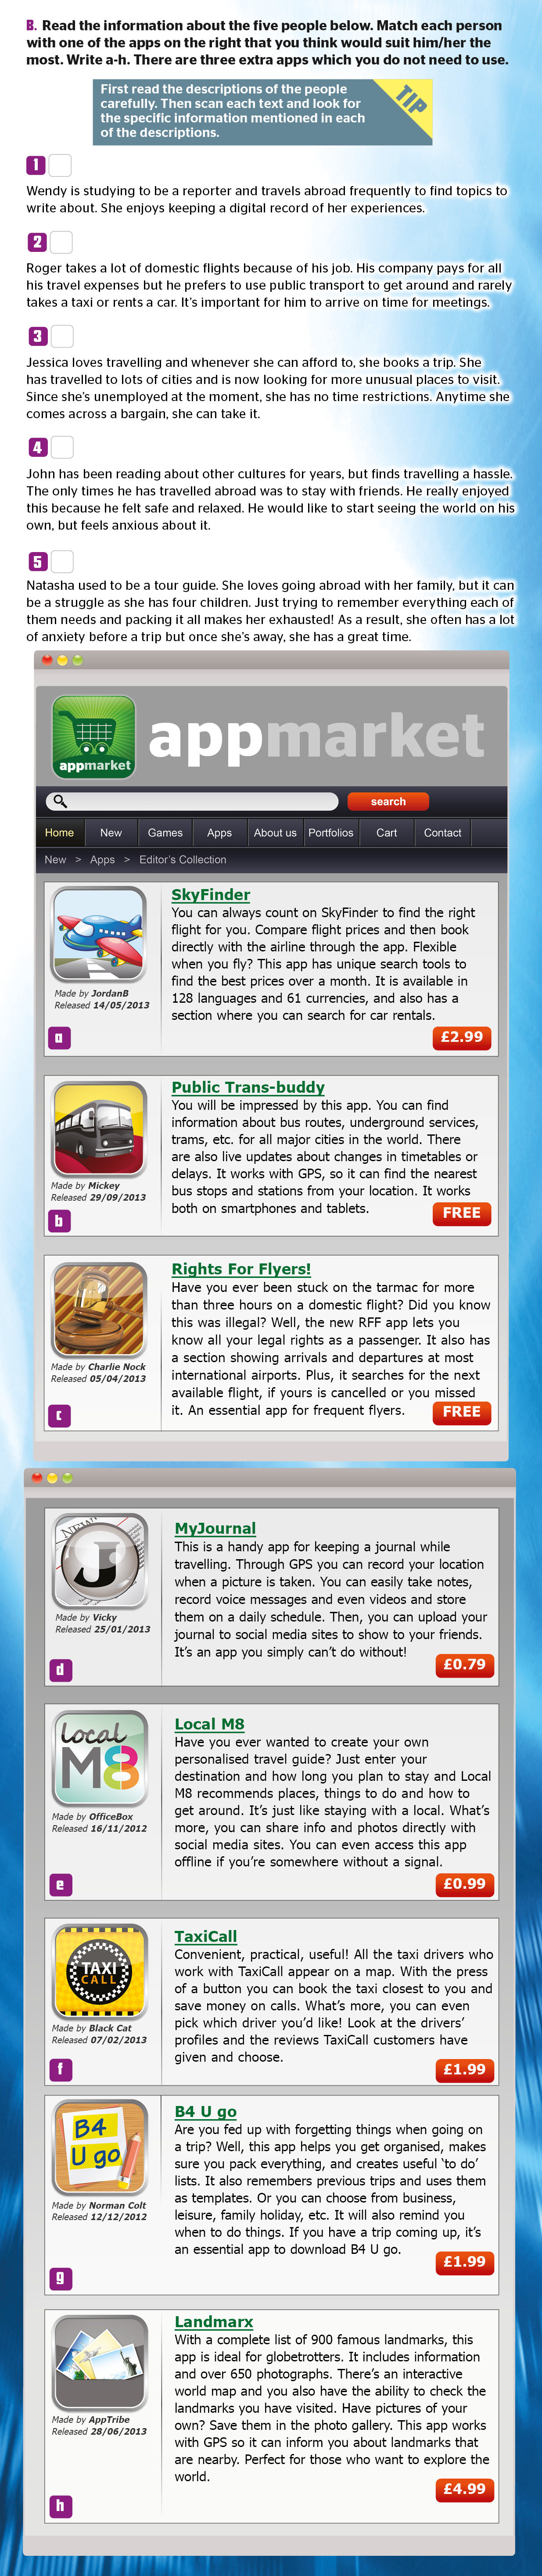 B. Read the information about the five people below. Match each person
with one of the apps on the right that you think would suit him/her the
most. Write a-h. There are three extra apps which you do not need to use.
First read the descriptions of the people
carefully. Then scan each text and look for
the specific information mentioned in each
of the descriptions.
TIP
1
Wendy is studying to be a reporter and travels abroad frequently to find topics to
write about. She enjoys keeping a digital record of her experiences.
2
Roger takes a lot of domestic flights because of his job. His company pays for all
his travel expenses but he prefers to use public transport to get around and rarely
takes a taxi or rents a car. It's important for him to arrive on time for meetings.
3
Jessica loves travelling and whenever she can afford to, she books a trip. She
has travelled to lots of cities and is now looking for more unusual places to visit.
Since she's unemployed at the moment, she has no time restrictions. Anytime she
comes across a bargain, she can take it.
4
John has been reading about other cultures for years, but finds travelling a hassle.
The only times he has travelled abroad was to stay with friends. He really enjoyed
this because he felt safe and relaxed. He would like to start seeing the world on his
own, but feels anxious about it.
5
Natasha used to be a tour guide. She loves going abroad with her family, but it can
be a struggle as she has four children. Just trying to remember everything each of
them needs and packing it all makes her exhausted! As a result, she often has a lot
of anxiety before a trip but once she's away, she has a great time.
appmarket
appmarket
search
Home New Games Apps About us Portfolios Cart Contact
New > Apps > Editor's Collection
SkyFinder
You can always count on SkyFinder to find the right
flight for you. Compare flight prices and then book
directly with the airline through the app. Flexible
when you fly? This app has unique search tools to
find the best prices over a month. It is available in
128 languages and 61 currencies, and also has a
section where you can search for car rentals.
Made by JordanB
Released 14/05/2013
a
£2.99
Public Trans-buddy
You will be impressed by this app. You can find
information about bus routes, underground services,
trams, etc. for all major cities in the world. There
are also live updates about changes in timetables or
delays. It works with GPS, so it can find the nearest
bus stops and stations from your location. It works
both on smartphones and tablets.
Made by Mickey
Released 29/09/2013
b
FREE
Rights For Flyers!
Have you ever been stuck on the tarmac for more
than three hours on a domestic flight? Did you know
this was illegal? Well, the new RFF app lets you
know all your legal rights as a passenger. It also has
a section showing arrivals and departures at most
international airports. Plus, it searches for the next
available flight, if yours is cancelled or you missed
it. An essential app for frequent flyers.
Made by Charlie Nock
Released 05/04/2013
c
FREE
NEWS
J
MyJournal
This is a handy app for keeping a journal while
travelling. Through GPS you can record your location
when a picture is taken. You can easily take notes,
record voice messages and even videos and store
them on a daily schedule. Then, you can upload your
journal to social media sites to show to your friends.
It's an app you simply can't do without!
Made by Vicky
Released 25/01/2013
d
£0.79
local
M8
Local M8
Have you ever wanted to create your own
personalised travel guide? Just enter your
destination and how long you plan to stay and Local
M8 recommends places, things to do and how to
get around. It's just like staying with a local. What's
more, you can share info and photos directly with
social media sites. You can even access this app
offline if you're somewhere without a signal.
Made by OfficeBox
Released 16/11/2012
e
£0.99
TAXI
CALL
TaxiCall
Convenient, practical, useful! All the taxi drivers who
work with TaxiCall appear on a map. With the press
of a button you can book the taxi closest to you and
save money on calls. What's more, you can even
pick which driver you'd like! Look at the drivers'
profiles and the reviews TaxiCall customers have
given and choose.
Made by Black Cat
Released 07/02/2013
f
£1.99
B4
U go
B4 U go
Are you fed up with forgetting things when going on
a trip? Well, this app helps you get organised, makes
sure you pack everything, and creates useful 'to do'
lists. It also remembers previous trips and uses them
as templates. Or you can choose from business,
leisure, family holiday, etc. It will also remind you
when to do things. If you have a trip coming up, it's
an essential app to download B4 U go.
Made by Norman Colt
Released 12/12/2012
g
£1.99
Landmarx
With a complete list of 900 famous landmarks, this
app is ideal for globetrotters. It includes information
and over 650 photographs. There's an interactive
world map and you also have the ability to check the
landmarks you have visited. Have pictures of your
own? Save them in the photo gallery. This app works
with GPS so it can inform you about landmarks that
are nearby. Perfect for those who want to explore the
world.
Made by AppTribe
Released 28/06/2013
h
£4.99